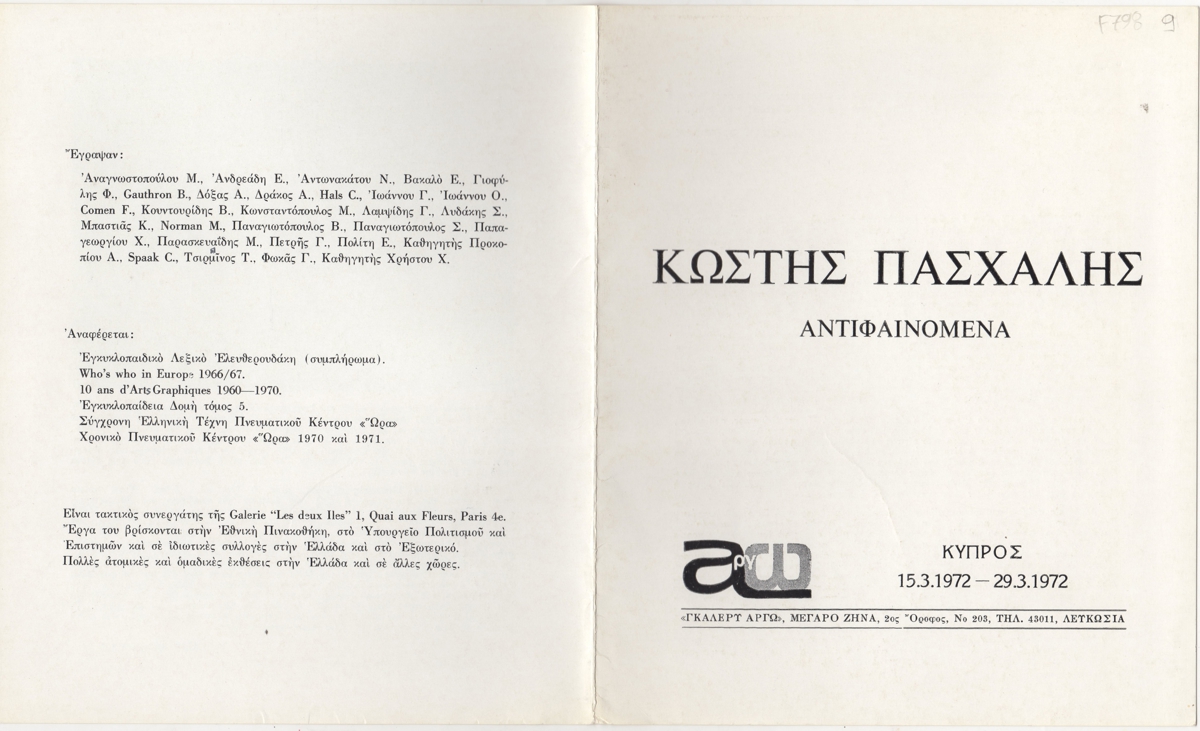 Ἔγραψαν:
Ἀναγνωστοπούλου Μ., Ἀνδρεάδη Ε., Ἀντωνακάτου Ν., Βακαλὸ Ε., Γιοφύ-
λης Φ., Gauthron B., Δόξας Α., Δράκος Α., Hals C., Ἰωάννου Γ., Ἰωάννου Ο.,
Comen F., Κουντουρίδης Β., Κωνσταντόπουλος Μ., Λαμψίδης Γ., Λυδάκης Σ.,
Μπαστιᾶς Κ., Norman M., Παναγιωτόπουλος Β., Παναγιωτόπουλος Σ., Παπα-
γεωργίου Χ., Παρασκευαΐδης Μ., Πετρῆς Γ., Πολίτη Ε., Καθηγητὴς Προκο-
πίου Α., Spaak C., Τσιρμῖνος Τ., Φωκᾶς Γ., Καθηγητὴς Χρήστου Χ.
Ἀναφέρεται:
Ἐγκυκλοπαιδικὸ Λεξικὸ Ἐλευθερουδάκη (συμπλήρωμα).
Who's who in Europe 1966/67.
10 ans d'Arts Graphiques 1960—1970.
Ἐγκυκλοπαίδεια Δομὴ τόμος 5.
Σύγχρονη Ἑλληνικὴ Τέχνη Πνευματικοῦ Κέντρου «Ὥρα»
Χρονικὸ Πνευματικοῦ Κέντρου «Ὥρα» 1970 καὶ 1971.
Εἶναι τακτικὸς συνεργάτης τῆς Galerie "Les deux Iles" 1, Quai aux Fleurs, Paris 4e.
Ἔργα του βρίσκονται στὴν Ἐθνικὴ Πινακοθήκη, στὸ Ὑπουργεῖο Πολιτισμοῦ καὶ
Ἐπιστημῶν καὶ σὲ ἰδιωτικὲς συλλογὲς στὴν Ἑλλάδα καὶ στὸ Ἐξωτερικό.
Πολλὲς ἀτομικὲς καὶ ὁμαδικὲς ἐκθέσεις στὴν Ἑλλάδα καὶ σὲ ἄλλες χῶρες.
F793 9
ΚΩΣΤΗΣ ΠΑΣΧΑΛΗΣ
ΑΝΤΙΦΑΙΝΟΜΕΝΑ
αργω
ΚΥΠΡΟΣ
15.3.1972 — 29.3.1972
«ΓΚΑΛΕΡΥ ΑΡΓΩ», ΜΕΓΑΡΟ ΖΗΝΑ, 2ος Ὄροφος, Νο 203, ΤΗΛ. 43011, ΛΕΥΚΩΣΙΑ